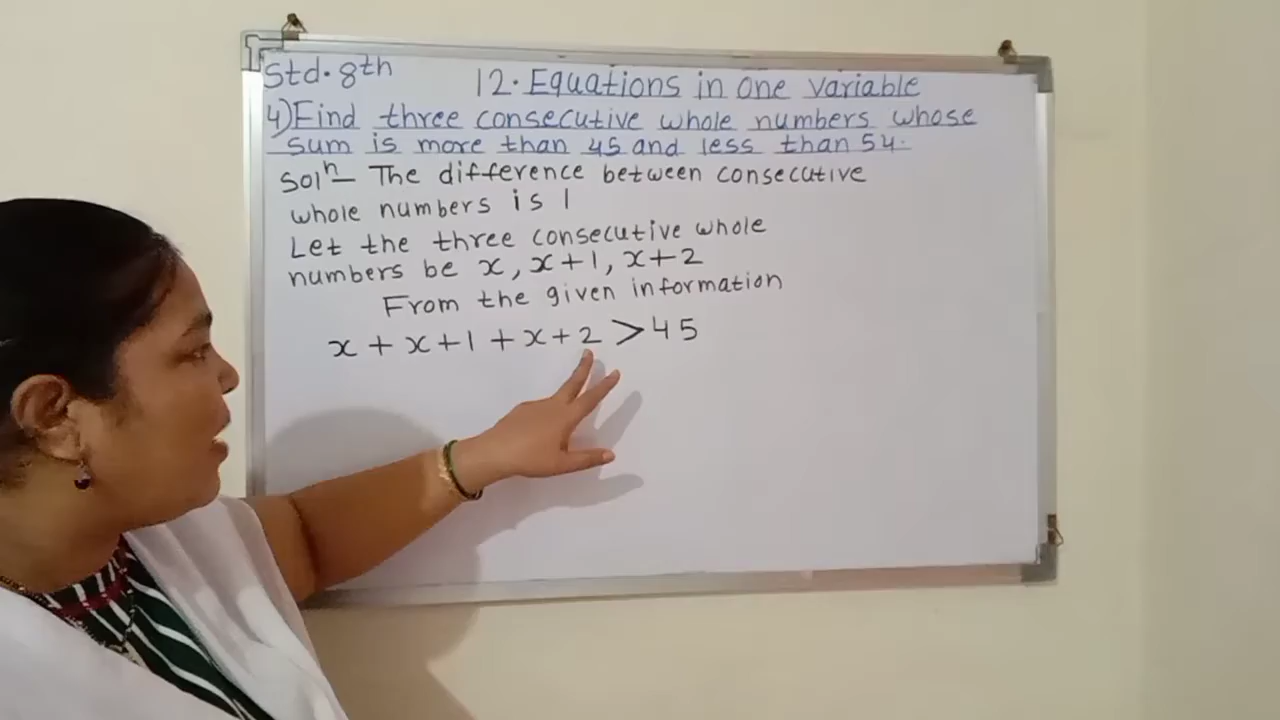 Std. 8th
12. Equations in one variable
4) Find three consecutive whole numbers whose
sum is more than 45 and less than 54.
Solⁿ – The difference between consecutive
whole numbers is 1
Let the three consecutive whole
numbers be x, x+1, x+2
From the given information
x + x+1 + x+2 > 45